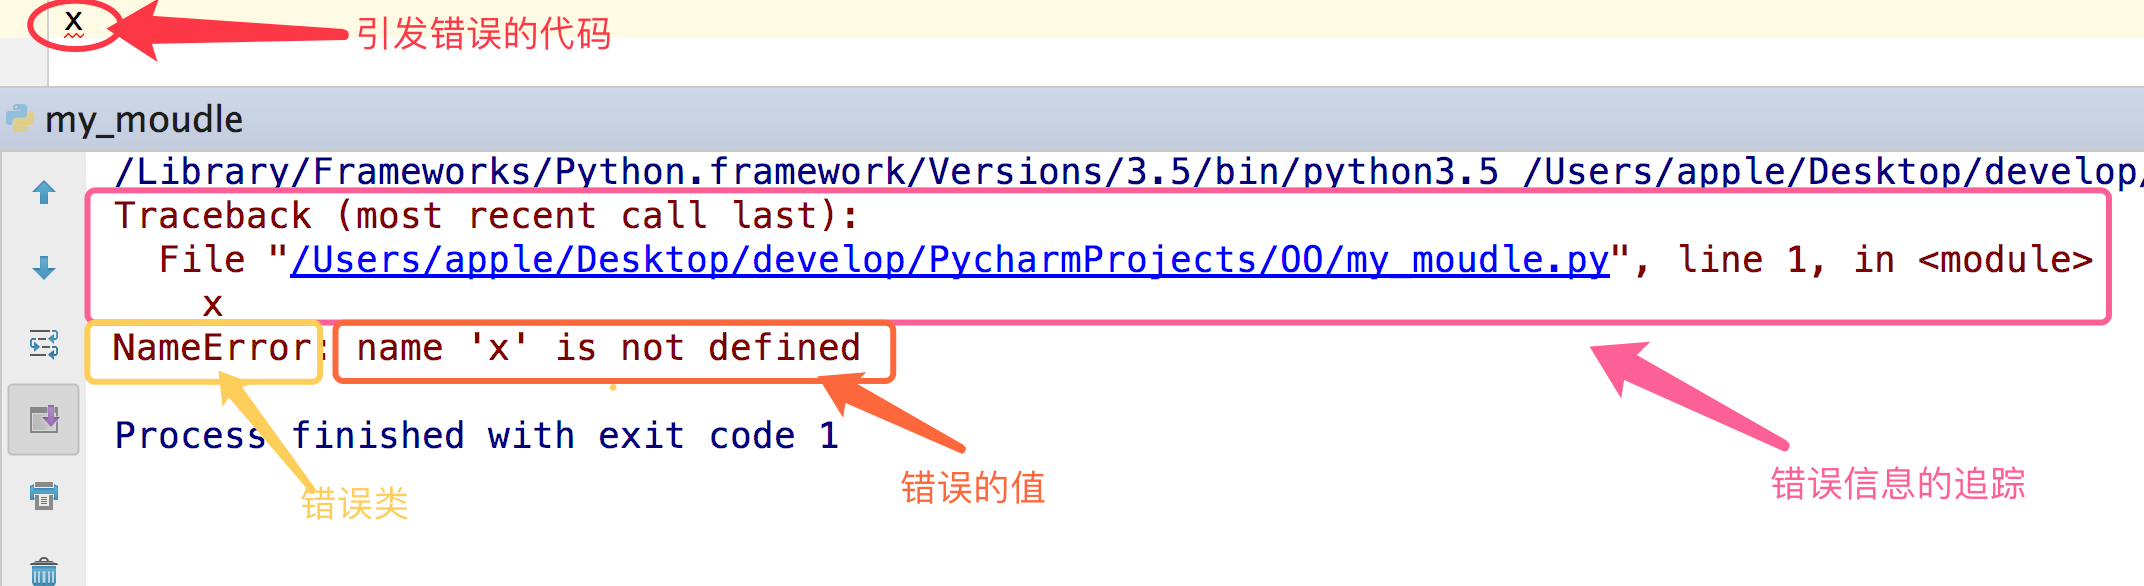 x
引发错误的代码
my_moudle
/Library/Frameworks/Python.framework/Versions/3.5/bin/python3.5 /Users/apple/Desktop/develop/
Traceback (most recent call last):
File "/Users/apple/Desktop/develop/PycharmProjects/OO/my_moudle.py", line 1, in <module>
x
NameError: name 'x' is not defined
Process finished with exit code 1
错误类
错误的值
错误信息的追踪